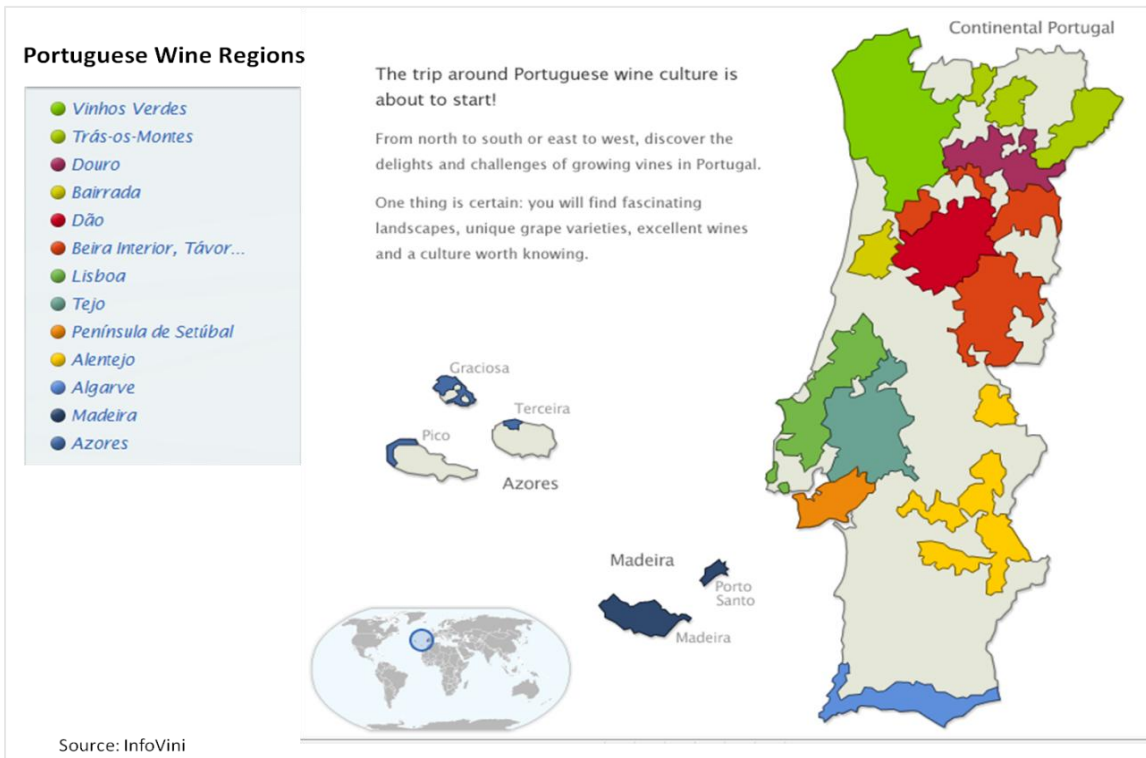 Portuguese Wine Regions
Vinhos Verdes
Trás-os-Montes
Douro
Bairrada
Dão
Beira Interior, Távor...
Lisboa
Tejo
Península de Setúbal
Alentejo
Algarve
Madeira
Azores
Continental Portugal
The trip around Portuguese wine culture is
about to start!
From north to south or east to west, discover the
delights and challenges of growing vines in Portugal.
One thing is certain: you will find fascinating
landscapes, unique grape varieties, excellent wines
and a culture worth knowing.
Graciosa
Terceira
Pico
Azores
Madeira
Porto
Santo
Madeira
Source: InfoVini